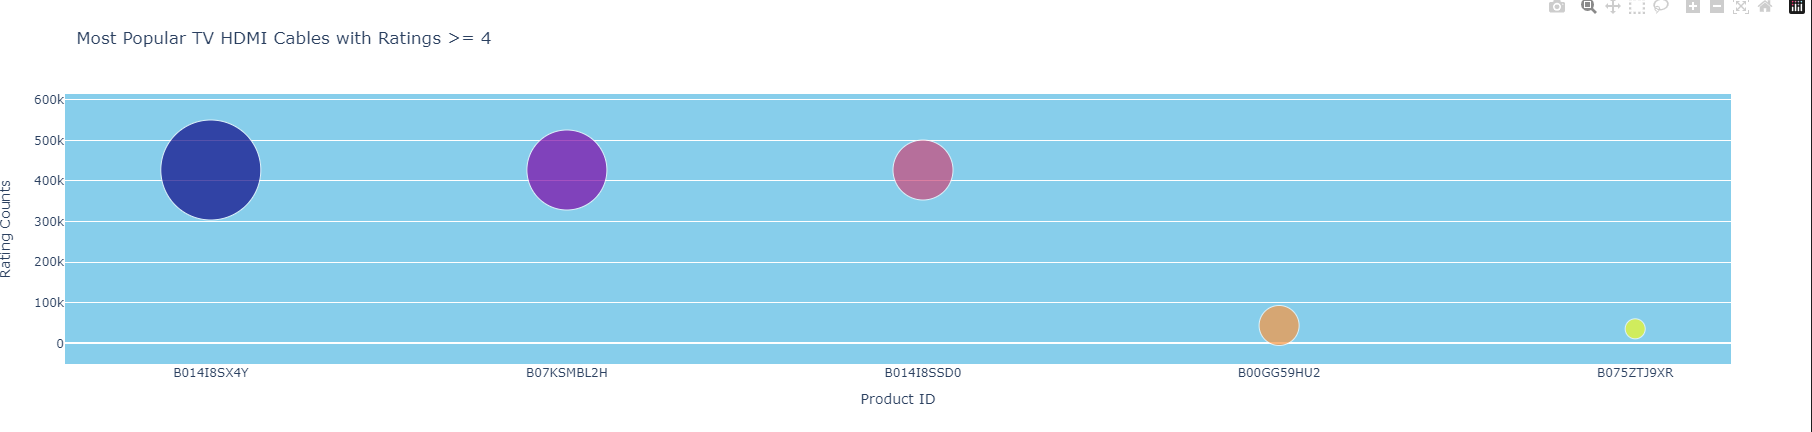 Most Popular TV HDMI Cables with Ratings >= 4
600k
500k
400k
300k
200k
100k
0
Rating Counts
B014I8SX4Y
B07KSMBL2H
B014I8SSD0
B00GG59HU2
B075ZTJ9XR
Product ID